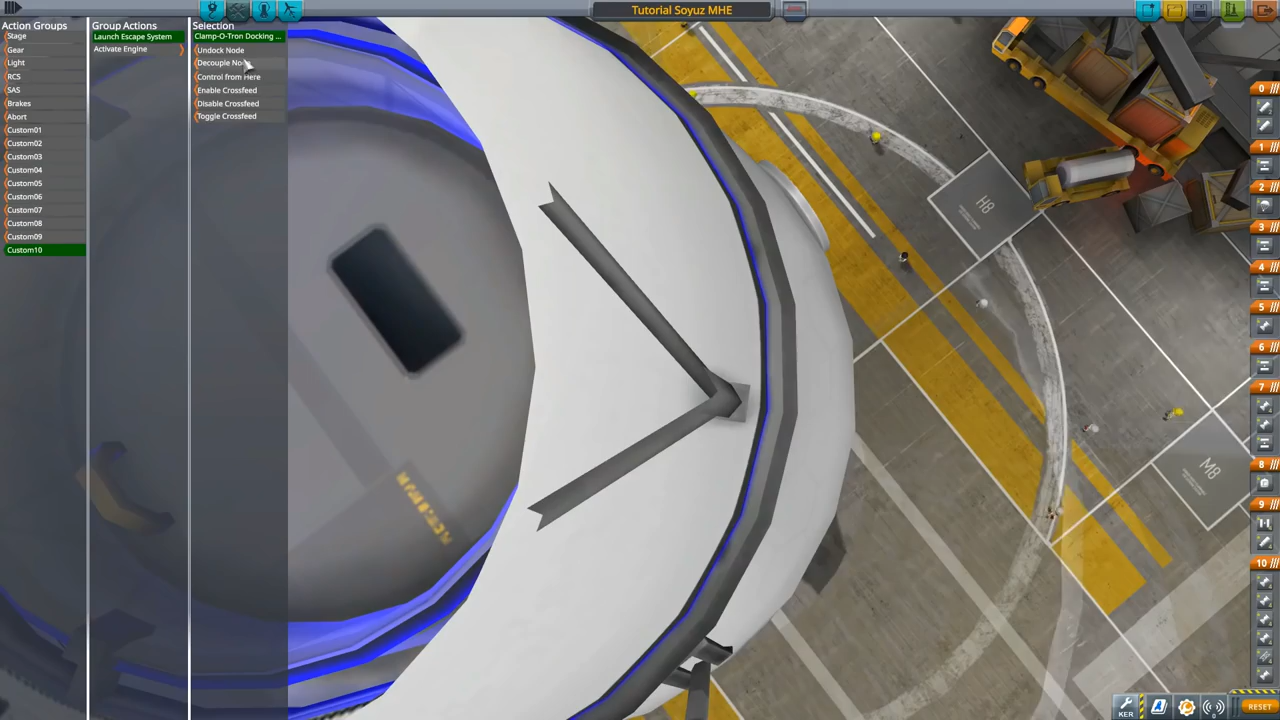 Tutorial Soyuz MHE
Action Groups
Stage
Gear
Light
RCS
SAS
Brakes
Abort
Custom01
Custom02
Custom03
Custom04
Custom05
Custom06
Custom07
Custom08
Custom09
Custom10
Group Actions
Launch Escape System
Activate Engine
Selection
Clamp-O-Tron Docking ...
Undock Node
Decouple
Control from Here
Enable Crossfeed
Disable Crossfeed
Toggle Crossfeed
H8
M8
0
1
2
3
4
5
6
7
8
9
10
KER
RESET